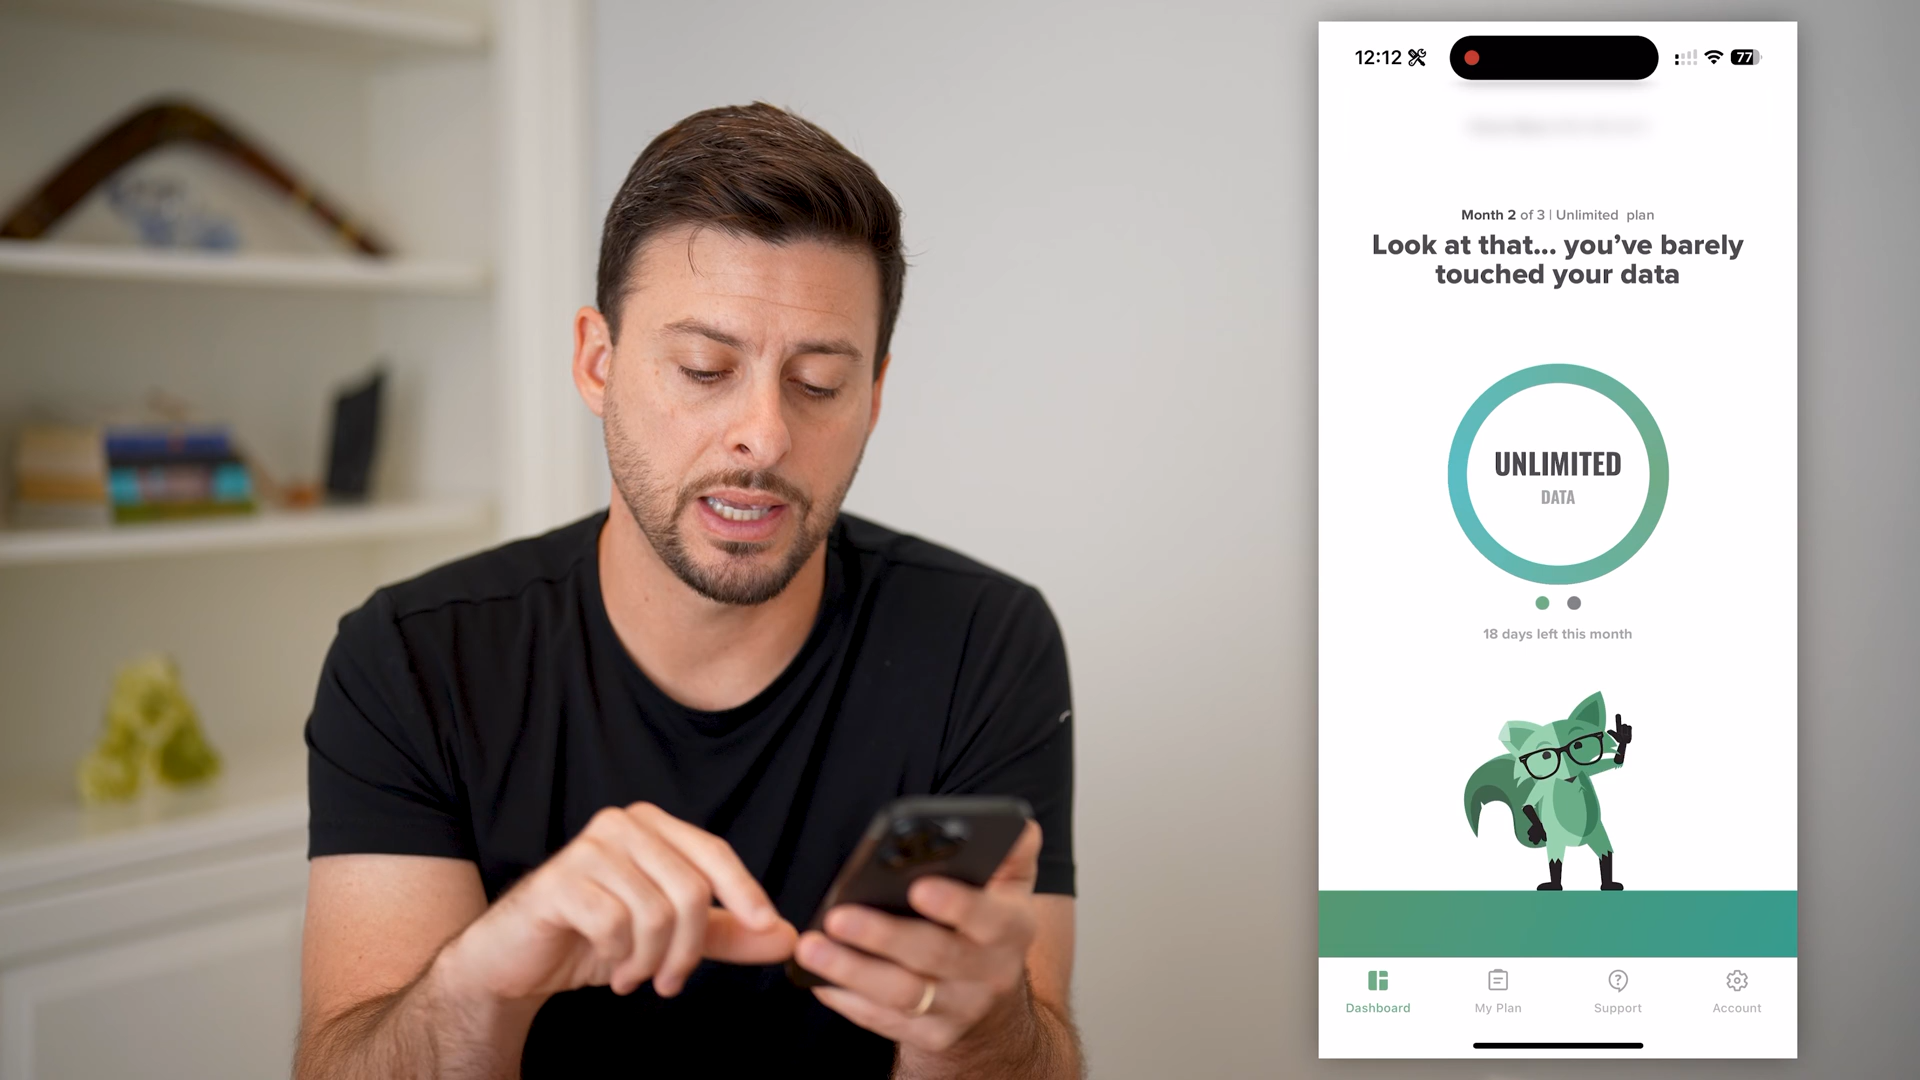 12:12
77
Month 2 of 3 | Unlimited plan
Look at that... you've barely
touched your data
UNLIMITED
DATA
18 days left this month
Dashboard
My Plan
Support
Account